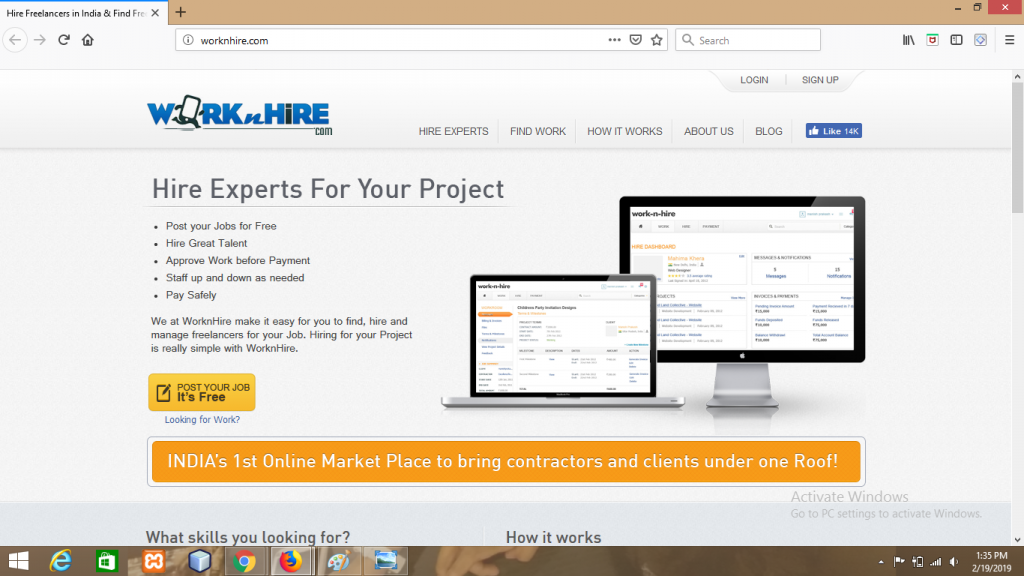 Hire Freelancers in India & Find Fre
worknhire.com
Search
LOGIN
SIGN UP
WORKnHiRE
.com
HIRE EXPERTS
FIND WORK
HOW IT WORKS
ABOUT US
BLOG
Like 14K
Hire Experts For Your Project
• Post your Jobs for Free
• Hire Great Talent
• Approve Work before Payment
• Staff up and down as needed
• Pay Safely
We at WorknHire make it easy for you to find, hire and
manage freelancers for your Job. Hiring for your Project
is really simple with WorknHire.
POST YOUR JOB
It's Free
Looking for Work?
work-n-hire
WORK HIRE PAYMENT
HIRE DASHBOARD
Web Designer
MESSAGES & NOTIFICATIONS
Messages
Notifications
INVOICES & PAYMENTS
work-n-hire
Childrens Party Invitation Designs
INDIA's 1st Online Market Place to bring contractors and clients under one Roof!
Activate Windows
Go to PC settings to activate Windows.
What skills you looking for?
How it works
1:35 PM
2/19/2019